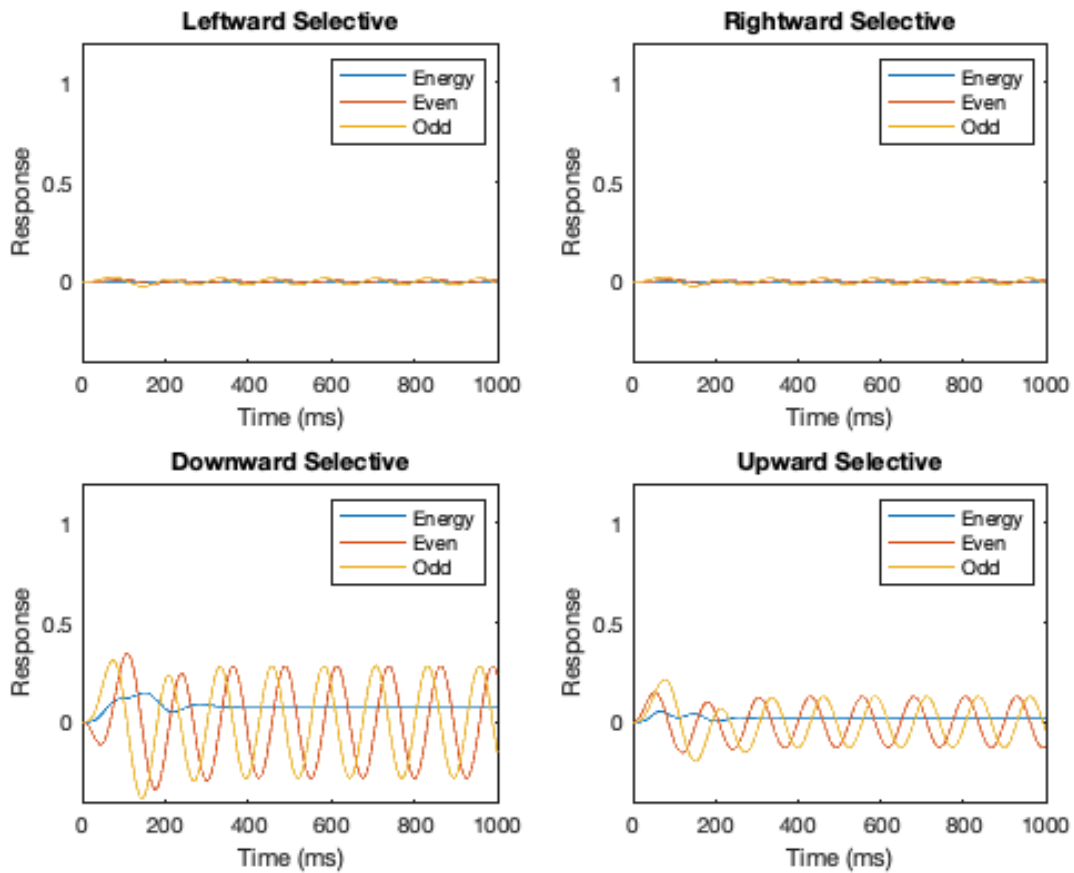 Leftward Selective
Response
1
0.5
0
Energy
Even
Odd
0 200 400 600 800 1000
Time (ms)
Rightward Selective
Response
1
0.5
0
Energy
Even
Odd
0 200 400 600 800 1000
Time (ms)
Downward Selective
Response
1
0.5
0
Energy
Even
Odd
0 200 400 600 800 1000
Time (ms)
Upward Selective
Response
1
0.5
0
Energy
Even
Odd
0 200 400 600 800 1000
Time (ms)